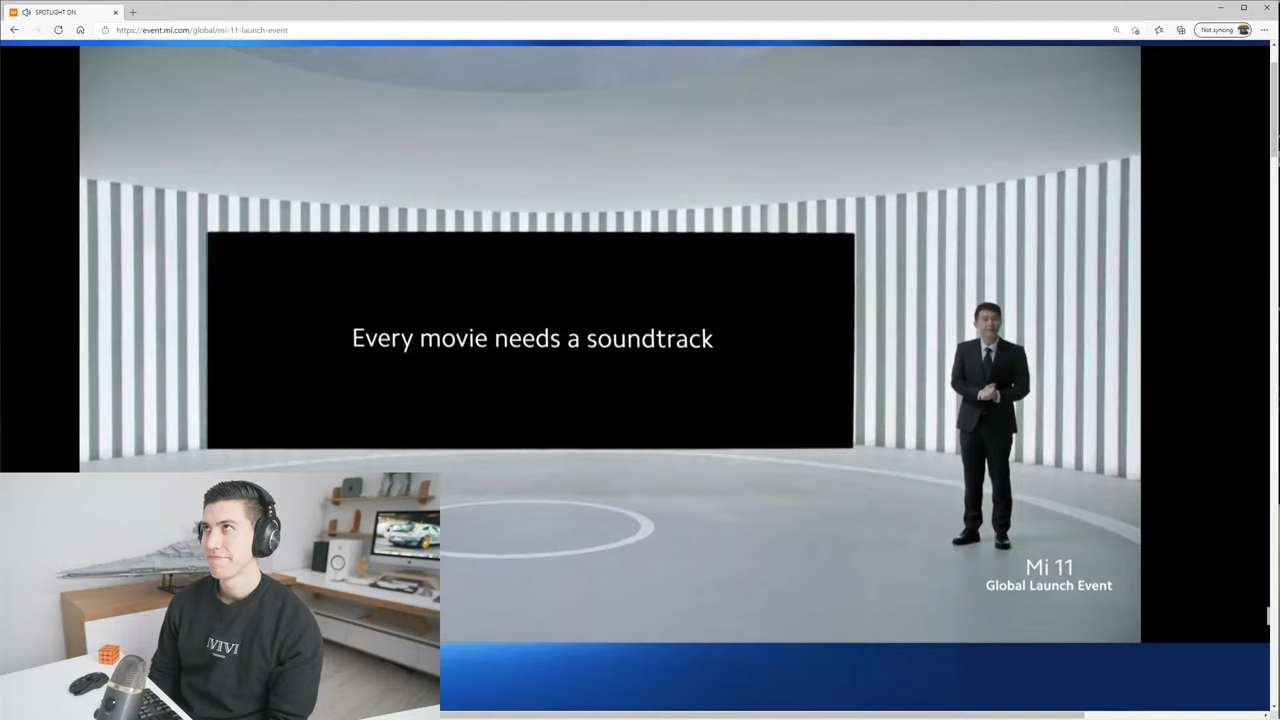 SPOTLIGHT ON
https://event.mi.com/global/mi-11-launch-event
Not syncing
Every movie needs a soundtrack
Mi 11
Global Launch Event